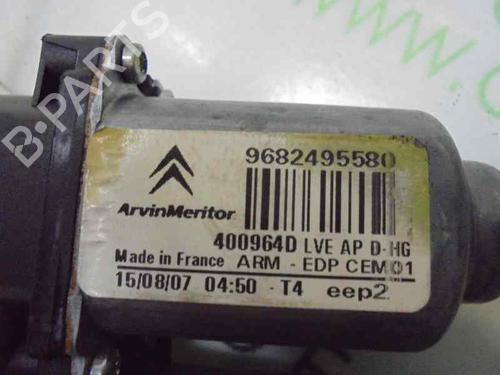 B-PARTS
9682495580
ArvinMeritor
400964D LVE AP D-HG
Made in France ARM - EDP CEM01
15/08/07 04:50 - T4 eep2